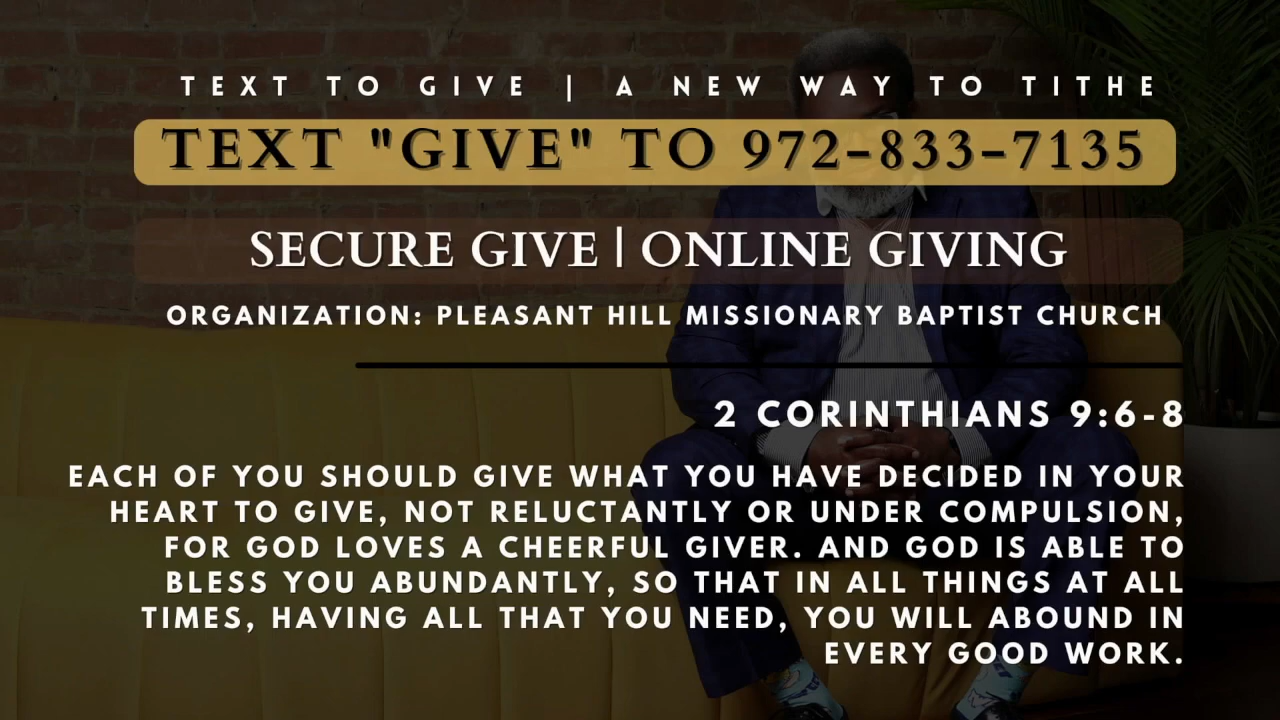 TEXT TO GIVE | A NEW WAY TO TITHE
TEXT "GIVE" TO 972-833-7135
SECURE GIVE | ONLINE GIVING
ORGANIZATION: PLEASANT HILL MISSIONARY BAPTIST CHURCH
2 CORINTHIANS 9:6-8
EACH OF YOU SHOULD GIVE WHAT YOU HAVE DECIDED IN YOUR
HEART TO GIVE, NOT RELUCTANTLY OR UNDER COMPULSION,
FOR GOD LOVES A CHEERFUL GIVER. AND GOD IS ABLE TO
BLESS YOU ABUNDANTLY, SO THAT IN ALL THINGS AT ALL
TIMES, HAVING ALL THAT YOU NEED, YOU WILL ABOUND IN
EVERY GOOD WORK.